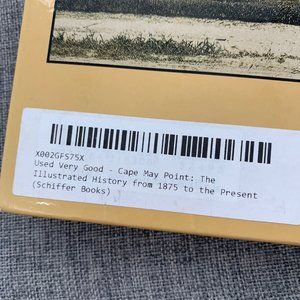 X002GFS75X
Used Very Good - Cape May Point: The
Illustrated History from 1875 to the Present
(Schiffer Books)